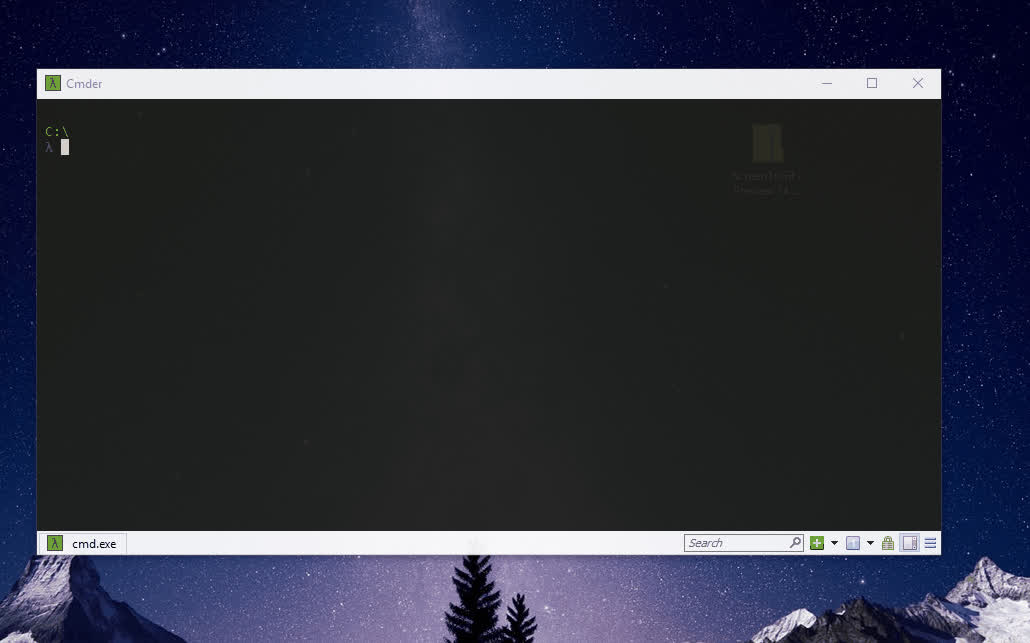 λ Cmder
C:\
λ
λ cmd.exe
Search